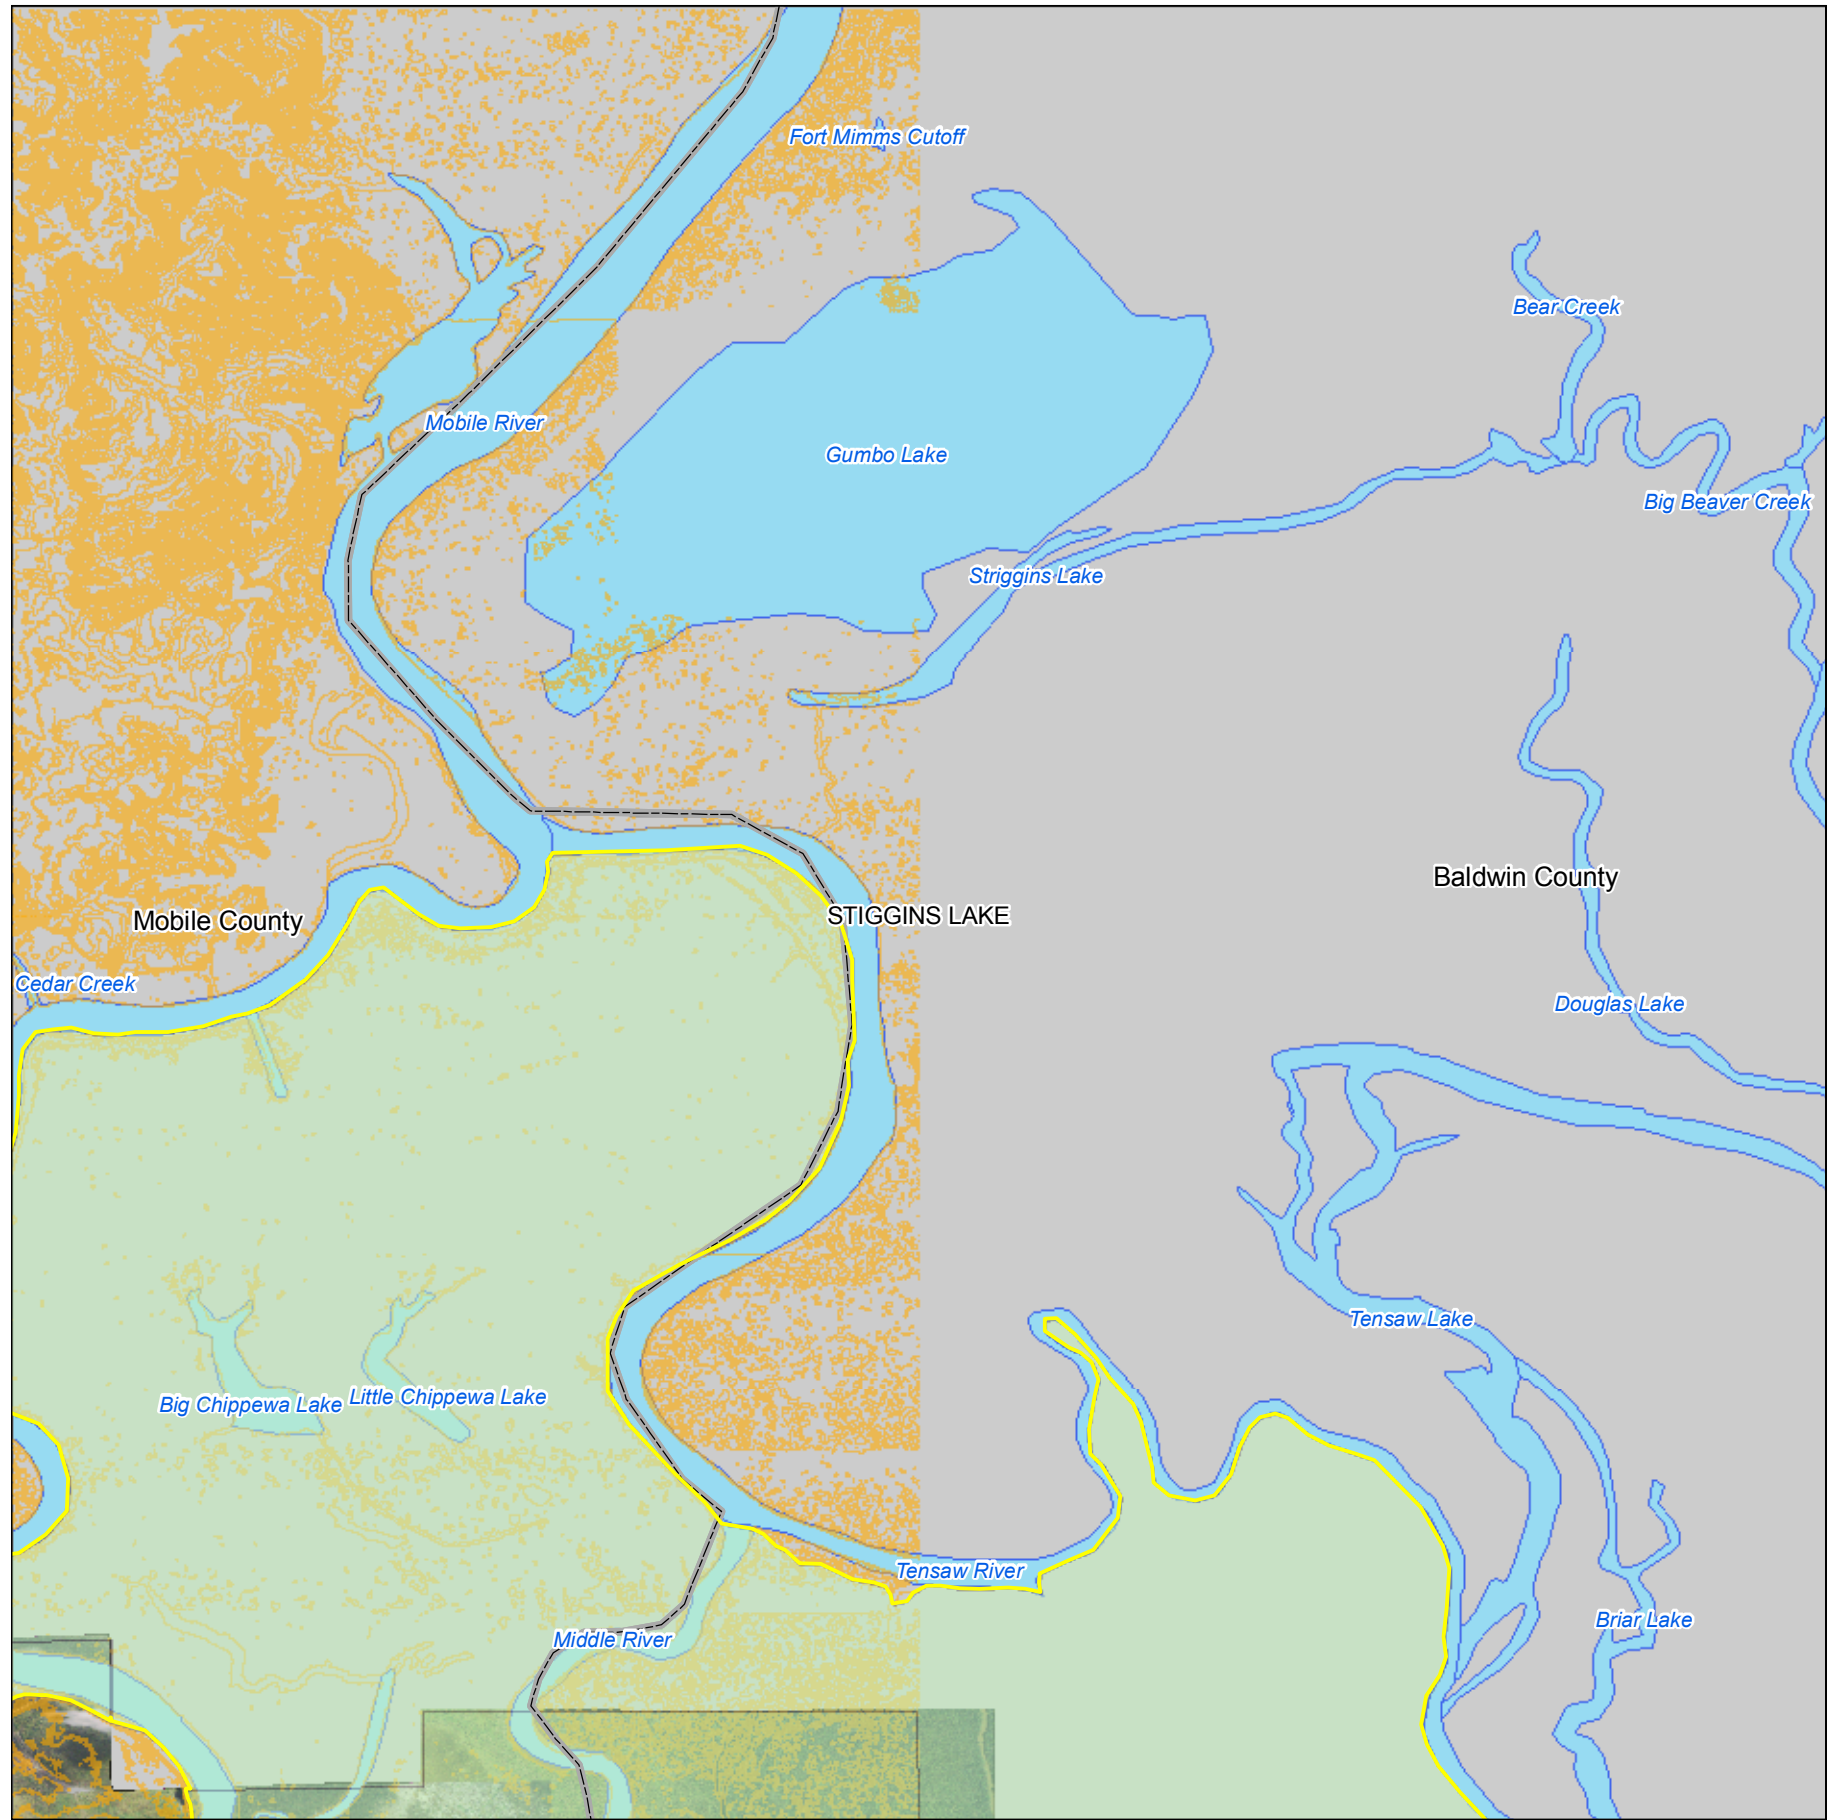 Fort Mimms Cutoff
Bear Creek
Mobile River
Gumbo Lake
Big Beaver Creek
Striggins Lake
Baldwin County
STIGGINS LAKE
Mobile County
Cedar Creek
Douglas Lake
Tensaw Lake
Big Chippewa Lake
Little Chippewa Lake
Tensaw River
Briar Lake
Middle River